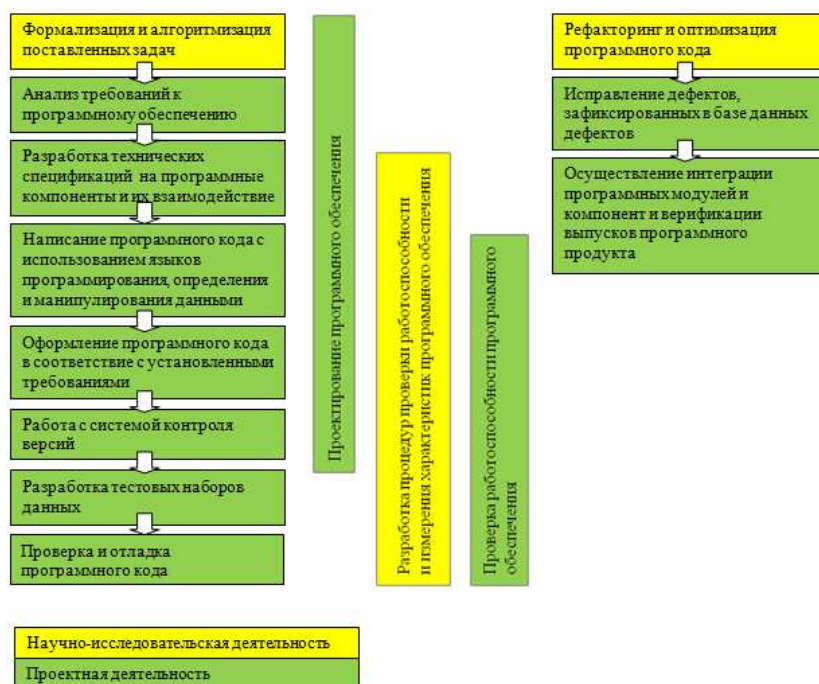 Формализация и алгоритмизация
поставленных задач
Анализ требований к
программному обеспечению
Разработка технических
спецификаций на программные
компоненты и их взаимодействие
Написание программного кода с
использованием языков
программирования, определения
и манипулирования данными
Оформление программного кода
в соответствие с установленными
требованиями
Работа с системой контроля
версий
Разработка тестовых наборов
данных
Проверка и отладка
программного кода
Проектирование программного обеспечения
Разработка процедур проверки работоспособности
и измерения характеристик программного обеспечения
Проверка работоспособности программного
обеспечения
Рефакторинг и оптимизация
программного кода
Исправление дефектов,
зафиксированных в базе данных
дефектов
Осуществление интеграции
программных модулей и
компонент и верификации
выпусков программного
продукта
Научно-исследовательская деятельность
Проектная деятельность